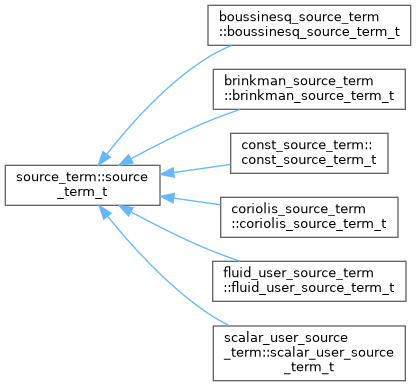 boussinesq_source_term
::boussinesq_source_term_t
brinkman_source_term
::brinkman_source_term_t
const_source_term::
const_source_term_t
source_term::source
_term_t
coriolis_source_term
::coriolis_source_term_t
fluid_user_source_term
::fluid_user_source_term_t
scalar_user_source
_term::scalar_user_source
_term_t